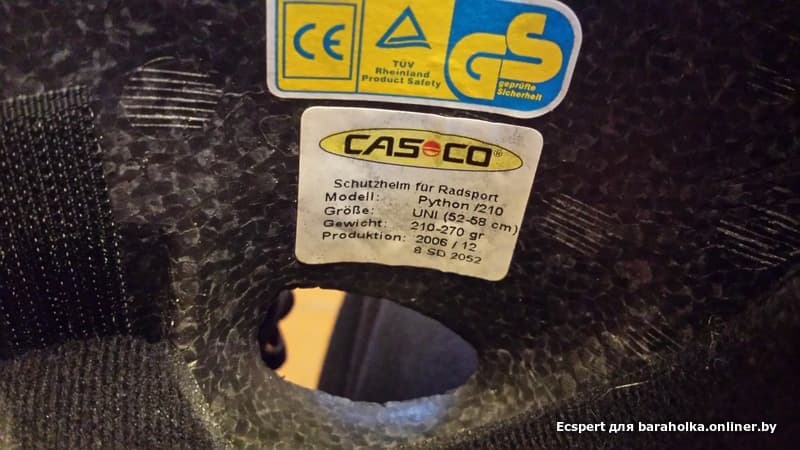 CE
TÜV
Rheinland
Product Safety
GS
geprüfte
Sicherheit
CASCO®
Schutzhelm für Radsport
Modell: Python /210
Größe: UNI (52-58 cm)
Gewicht: 210-270 gr
Produktion: 2006 / 12
8 SD 2052
Ecspert для baraholka.onliner.by